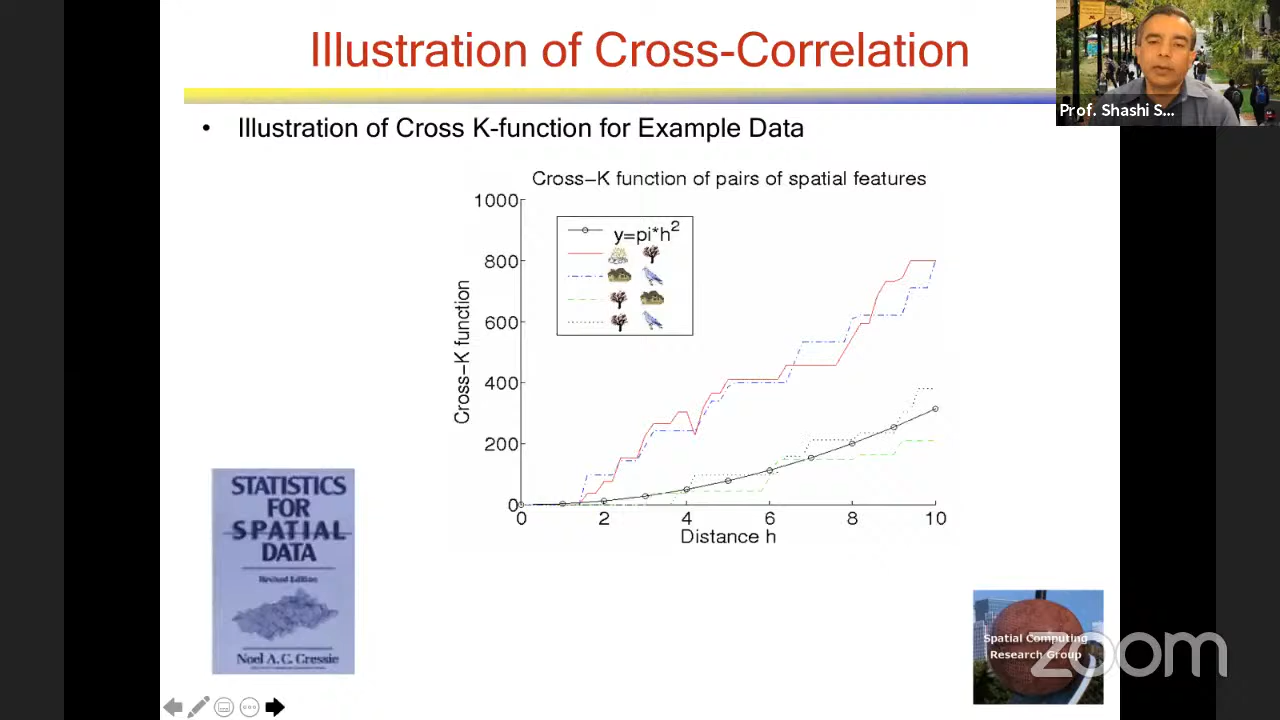 Illustration of Cross-Correlation
Prof. Shashi S...
• Illustration of Cross K-function for Example Data
Cross-K function of pairs of spatial features
1000
800
600
400
200
0
Cross-K function
y=pi*h2
0 2 4 6 8 10
Distance h
STATISTICS
FOR
SPATIAL
DATA
Revised Edition
Noel A.C. Cressie
Spatial Computing
Research Group
zoom